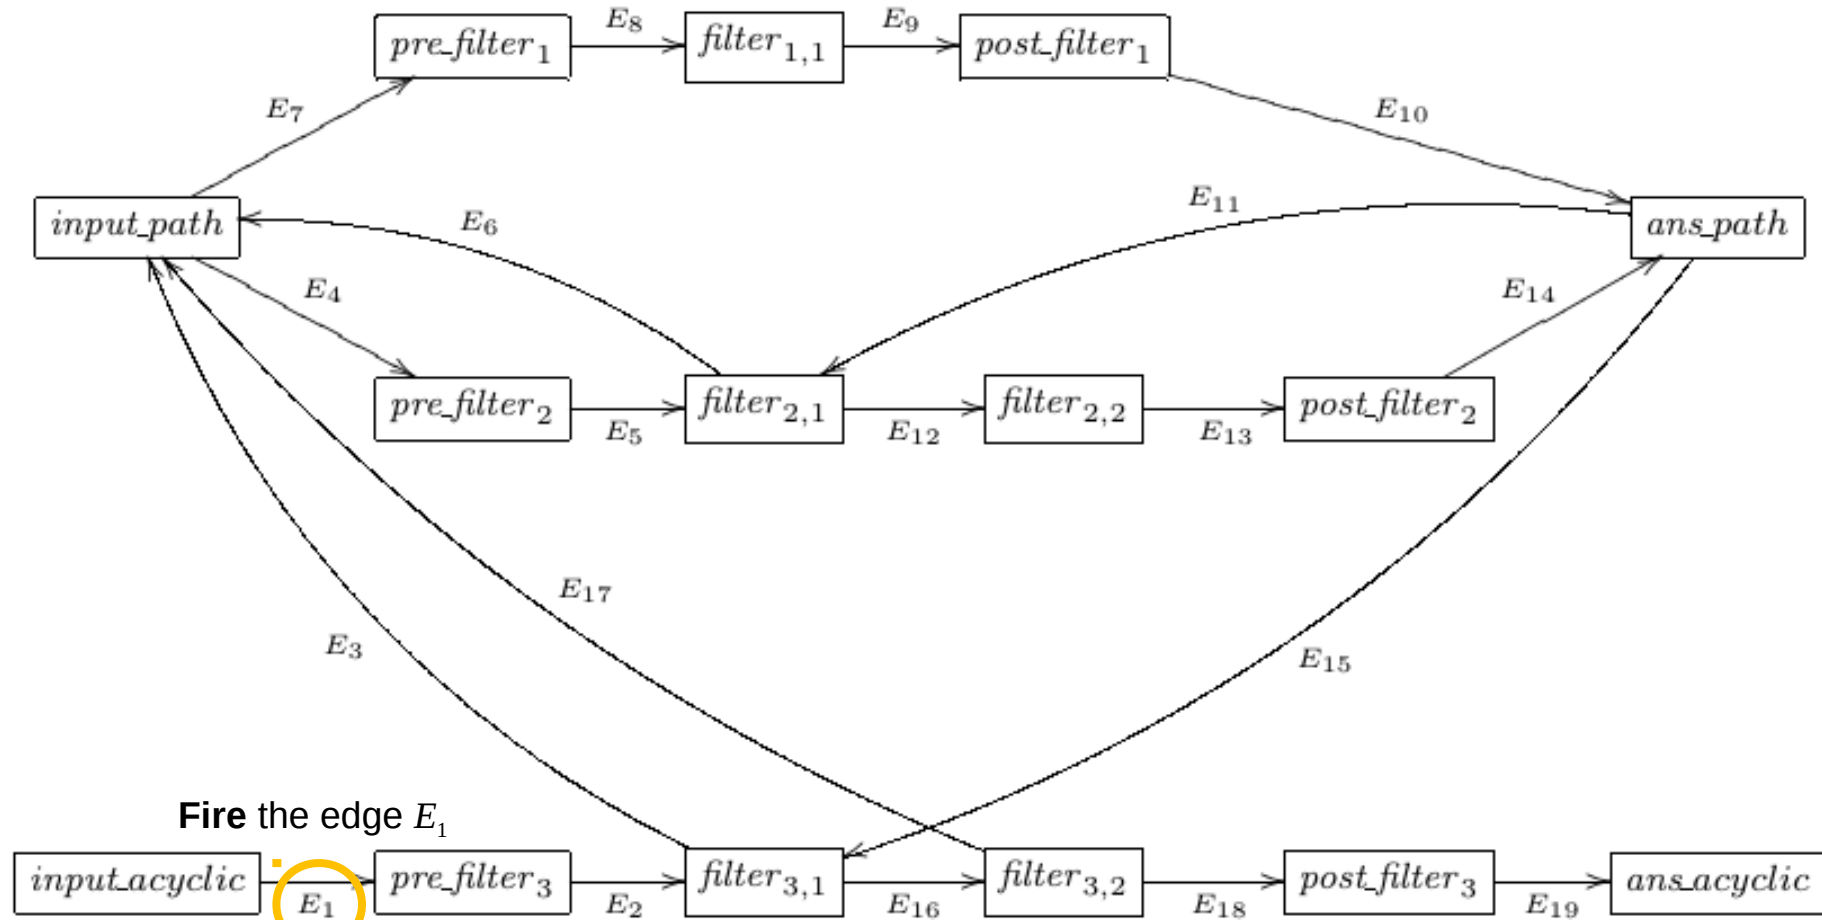 pre_filter₁ E₈ filter₁,₁ E₉ post_filter₁
E₇ E₁₀
input_path E₆ E₁₁ ans_path
E₄ E₁₄
pre_filter₂ E₅ filter₂,₁ E₁₂ filter₂,₂ E₁₃ post_filter₂
E₁₇
E₃ E₁₅
Fire the edge E₁
input_acyclic E₁ pre_filter₃ E₂ filter₃,₁ E₁₆ filter₃,₂ E₁₈ post_filter₃ E₁₉ ans_acyclic